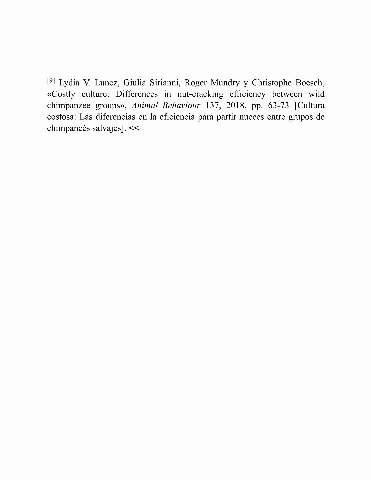 [9] Lydia V. Luncz, Giulia Sirianni, Roger Mundry y Christophe Boesch,
«Costly culture: Differences in nut-cracking efficiency between wild
chimpanzee groups», Animal Behaviour 137, 2018, pp. 63-73 [Cultura
costosa: Las diferencias en la eficiencia para partir nueces entre grupos de
chimpancés salvajes]. <<